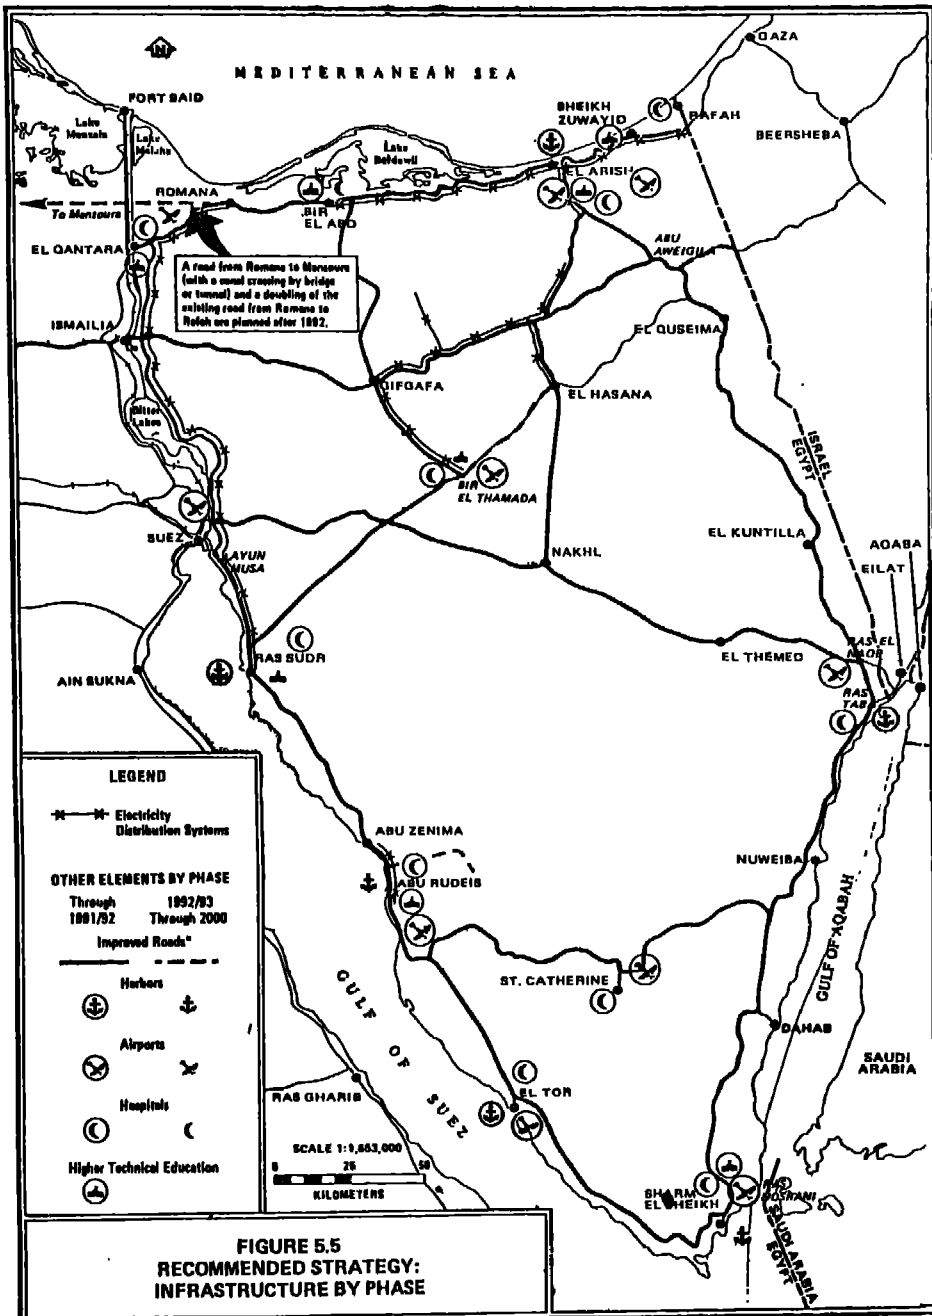 N
MEDITERRANEAN SEA
GAZA
PORT SAID
Lake
Lake
SHEIKH
ZUWAYID
RAFAH
BEERSHEBA
Lake
Bardawil
EL ARISH
ROMANA
To Mansoura
BIR
EL ABD
EL QANTARA
ABU
AWEIGILA
A road from Romana to Mansoura
(with a canal crossing by bridge
or tunnel) and a doubling of the
existing road from Romana to
Rafah are planned after 1992.
ISMAILIA
EL QUSEIMA
GIFGAFA
EL HASANA
Bitter
Lakes
ISRAEL
EGYPT
BIR
EL THAMADA
SUEZ
AYUN
MUSA
NAKHL
EL KUNTILLA
AQABA
EILAT
RAS SUDR
EL THEMED
RAS EL
NAQB
AIN SUKNA
RAS
TAB
LEGEND
Electricity
Distribution Systems
OTHER ELEMENTS BY PHASE
Through
1991/92
1992/93
Through 2000
Improved Roads*
Harbors
Airports
Hospitals
Higher Technical Education
ABU ZENIMA
ABU RUDEIS
NUWEIBA
GULF OF AQABAH
ST. CATHERINE
DAHAB
GULF OF SUEZ
SAUDI
ARABIA
RAS GHARIB
EL TOR
SCALE 1:1,653,000
0 25 50
KILOMETERS
SHARM
EL SHEIKH
RAS
NOSRANI
SAUDI ARABIA
EGYPT
FIGURE 5.5
RECOMMENDED STRATEGY:
INFRASTRUCTURE BY PHASE